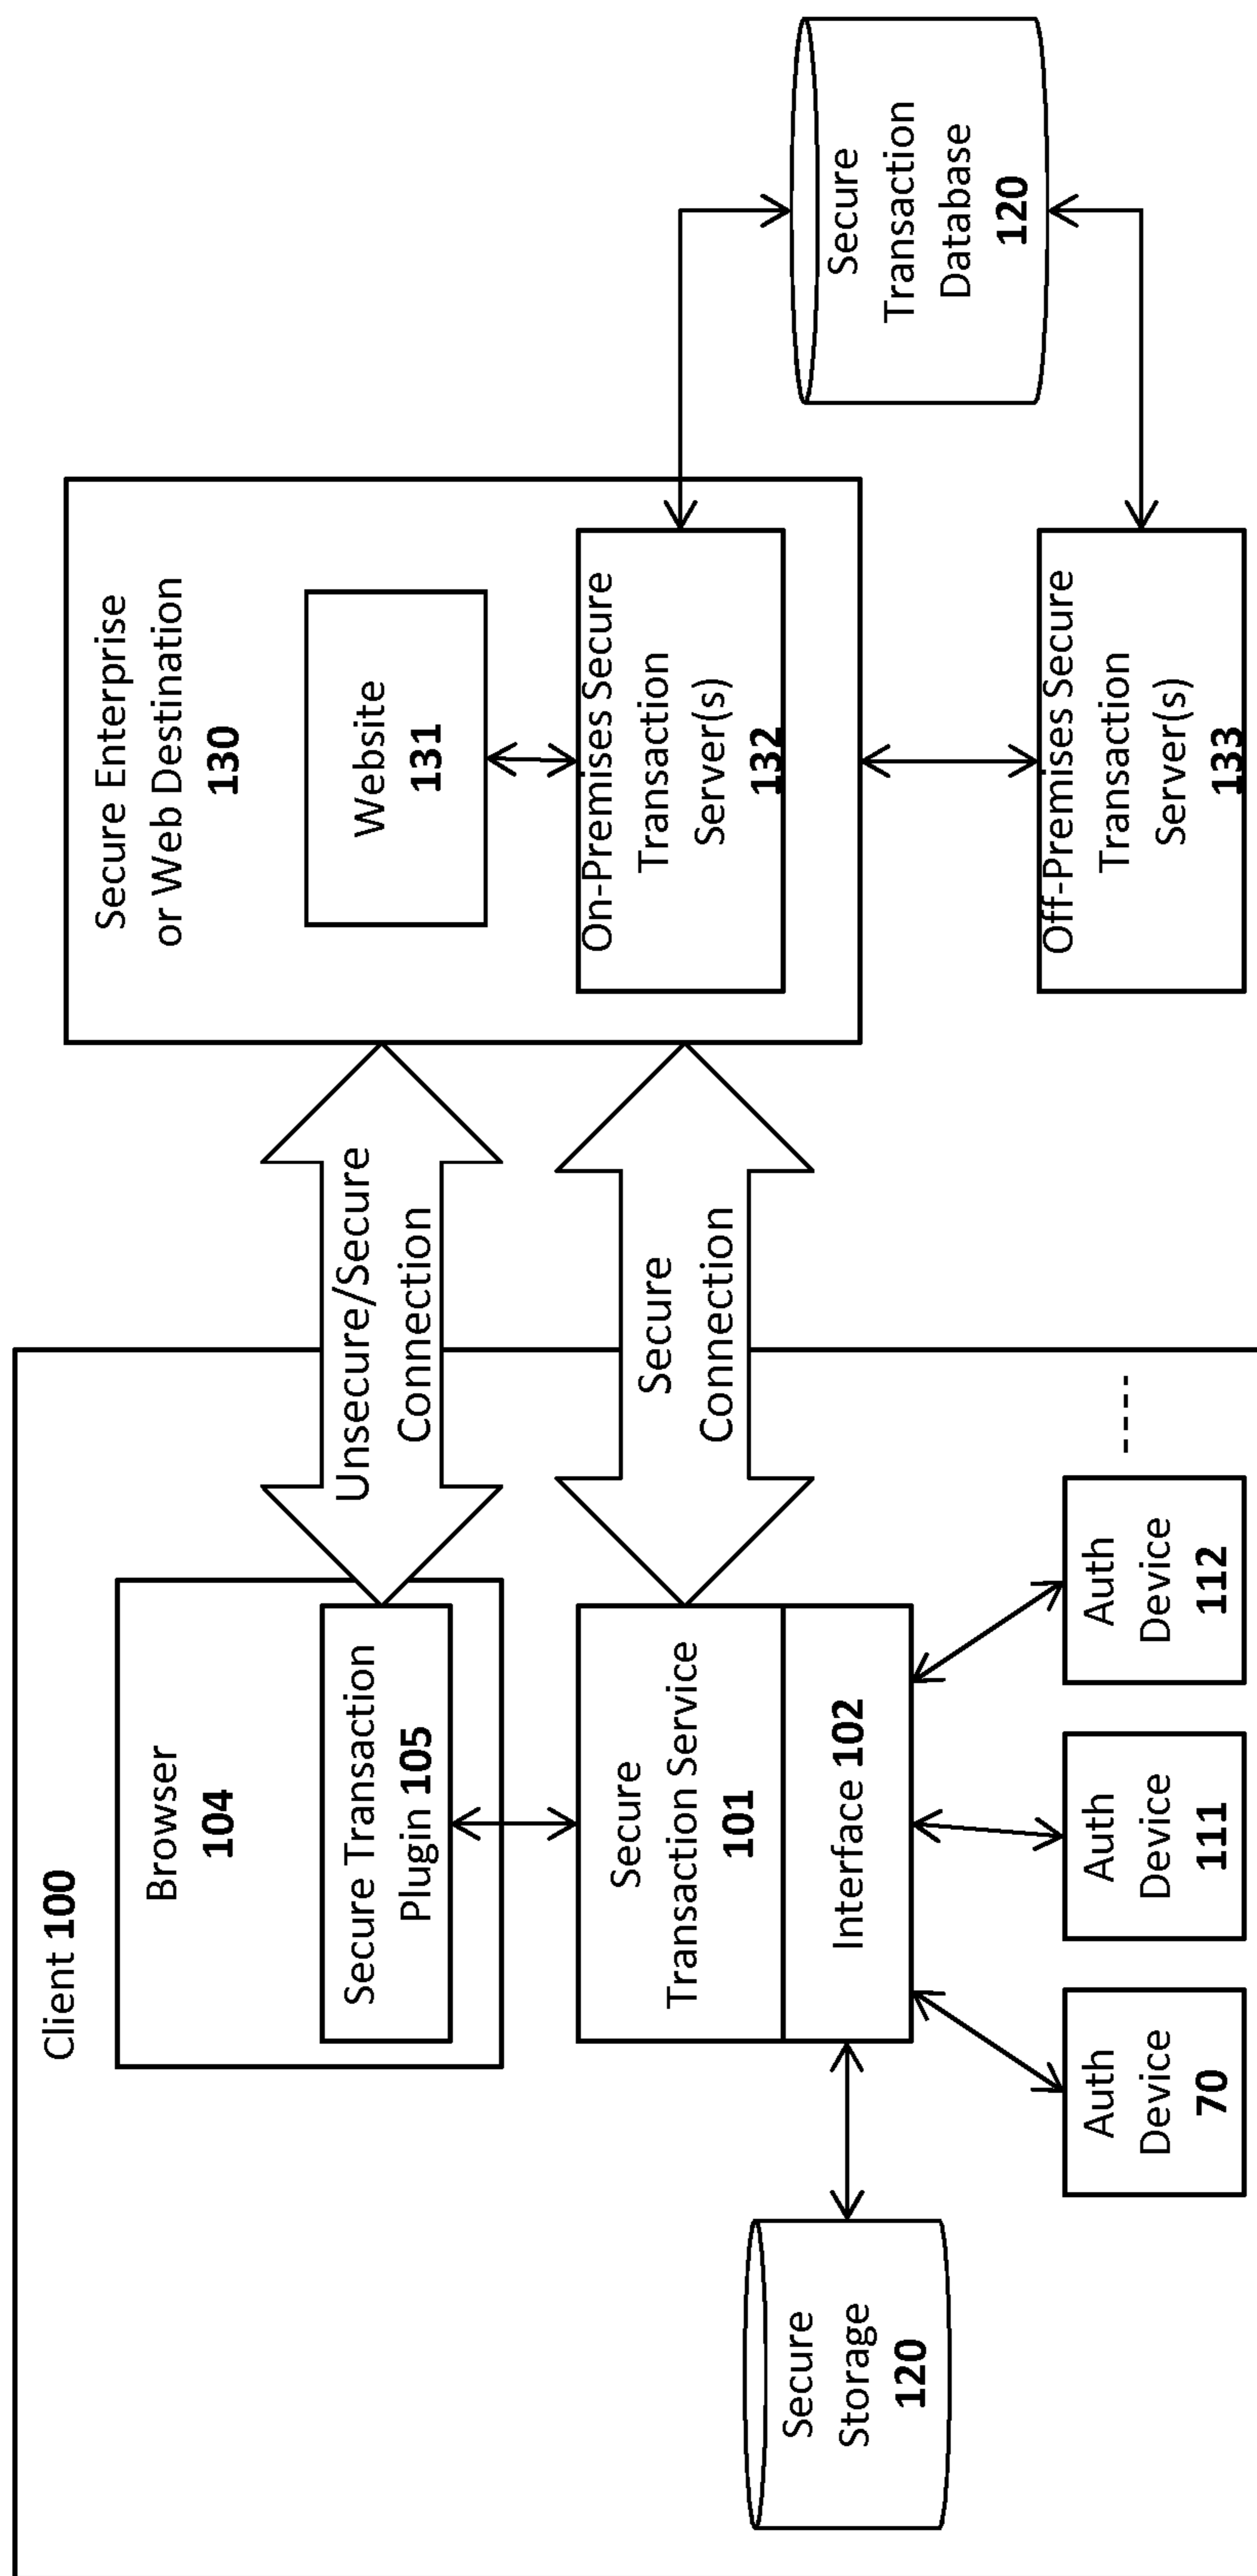 Client 100
Browser
104
Secure Transaction
Plugin 105
Secure
Transaction Service
101
Interface 102
Secure
Storage
120
Auth
Device
70
Auth
Device
111
Auth
Device
112
-----
Unsecure/Secure
Connection
Secure
Connection
Secure Enterprise
or Web Destination
130
Website
131
On-Premises Secure
Transaction
Server(s)
132
Off-Premises Secure
Transaction
Server(s)
133
Secure
Transaction
Database
120